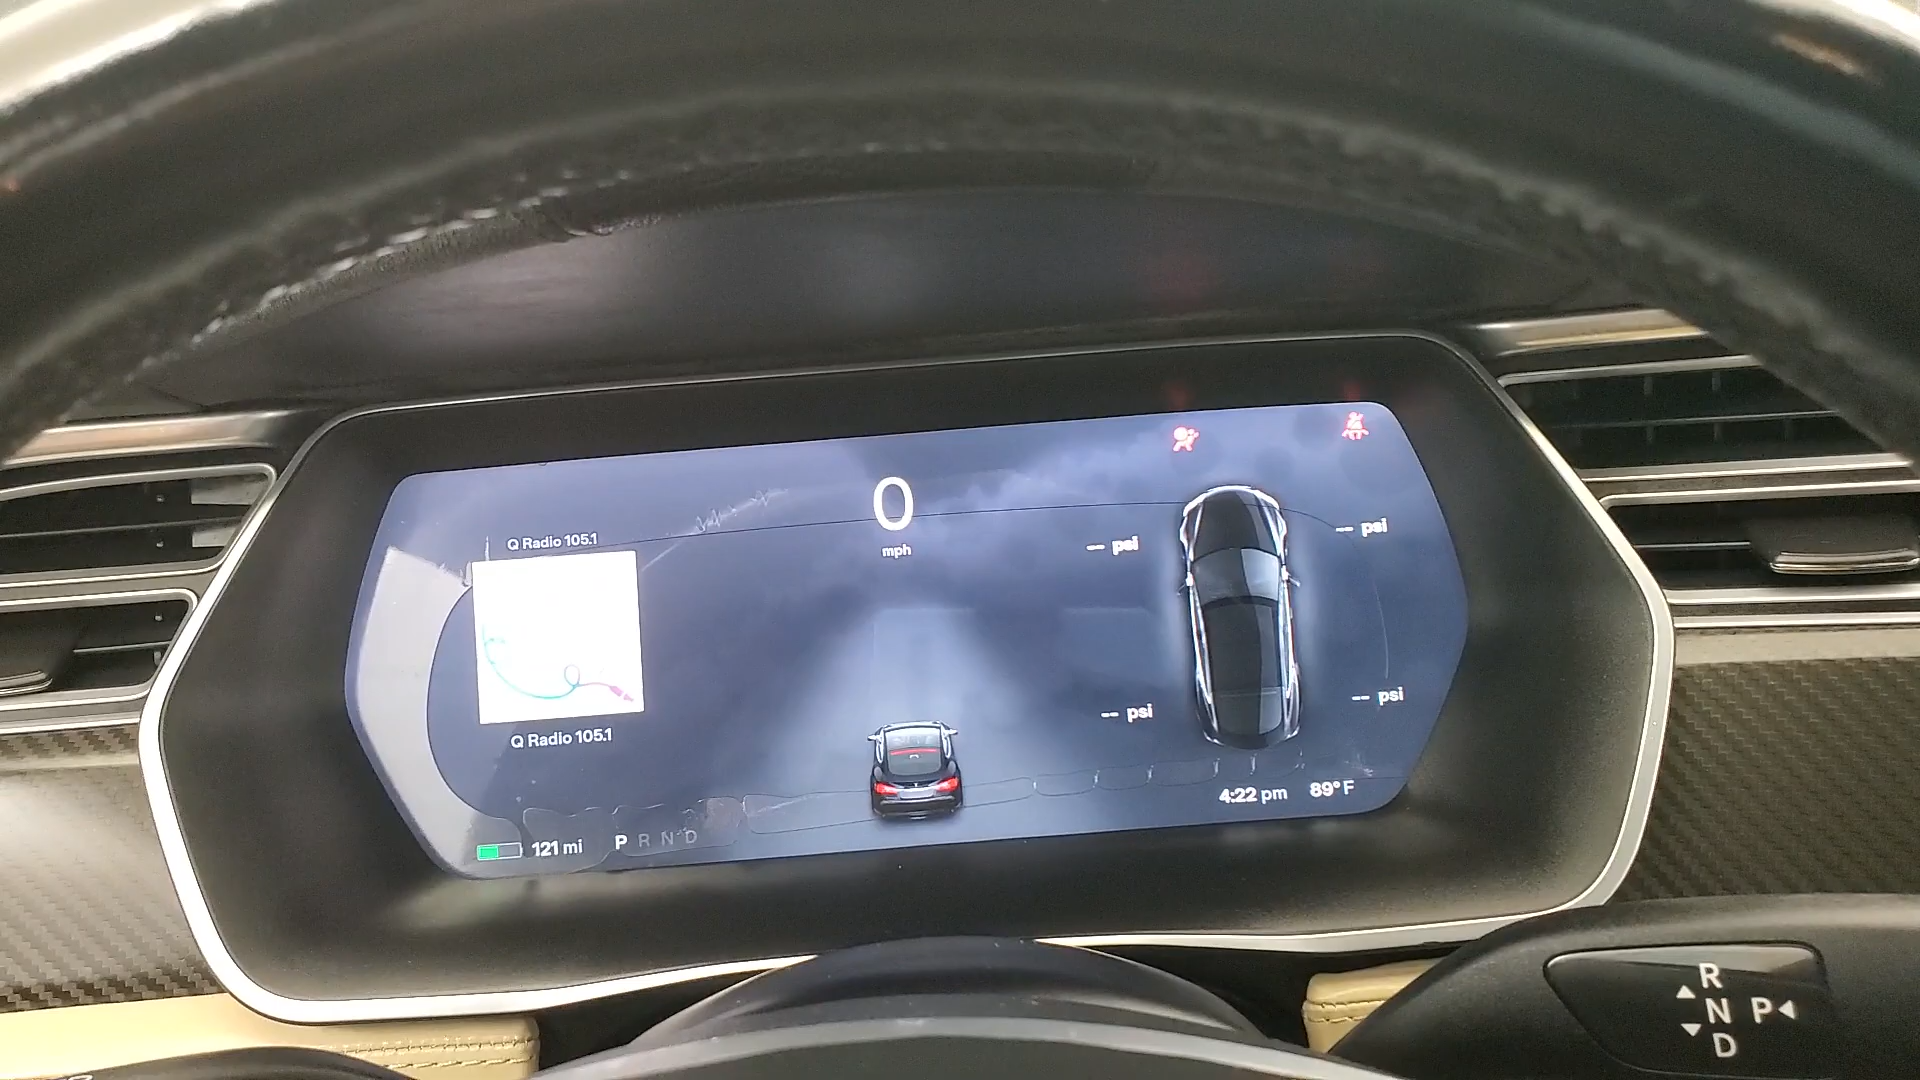 0
mph
Q Radio 105.1
Q Radio 105.1
-- psi
-- psi
-- psi
-- psi
4:22 pm 89°F
121 mi P R N D
R
N P
D